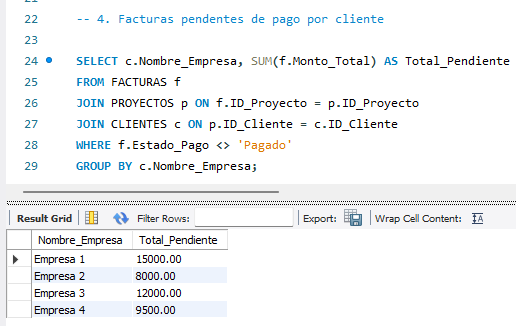 22 -- 4. Facturas pendentes de pago por cliente
23
24 SELECT c.Nombre_Empresa, SUM(f.Monto_Total) AS Total_Pendiente
25 FROM FACTURAS f
26 JOIN PROYECTOS p ON f.ID_Proyecto = p.ID_Proyecto
27 JOIN CLIENTES c ON p.ID_Cliente = c.ID_Cliente
28 WHERE f.Estado_Pago <> 'Pagado'
29 GROUP BY c.Nombre_Empresa;
Result Grid Filter Rows: Export: Wrap Cell Content: IA
Nombre_Empresa Total_Pendiente
Empresa 1 15000.00
Empresa 2 8000.00
Empresa 3 12000.00
Empresa 4 9500.00